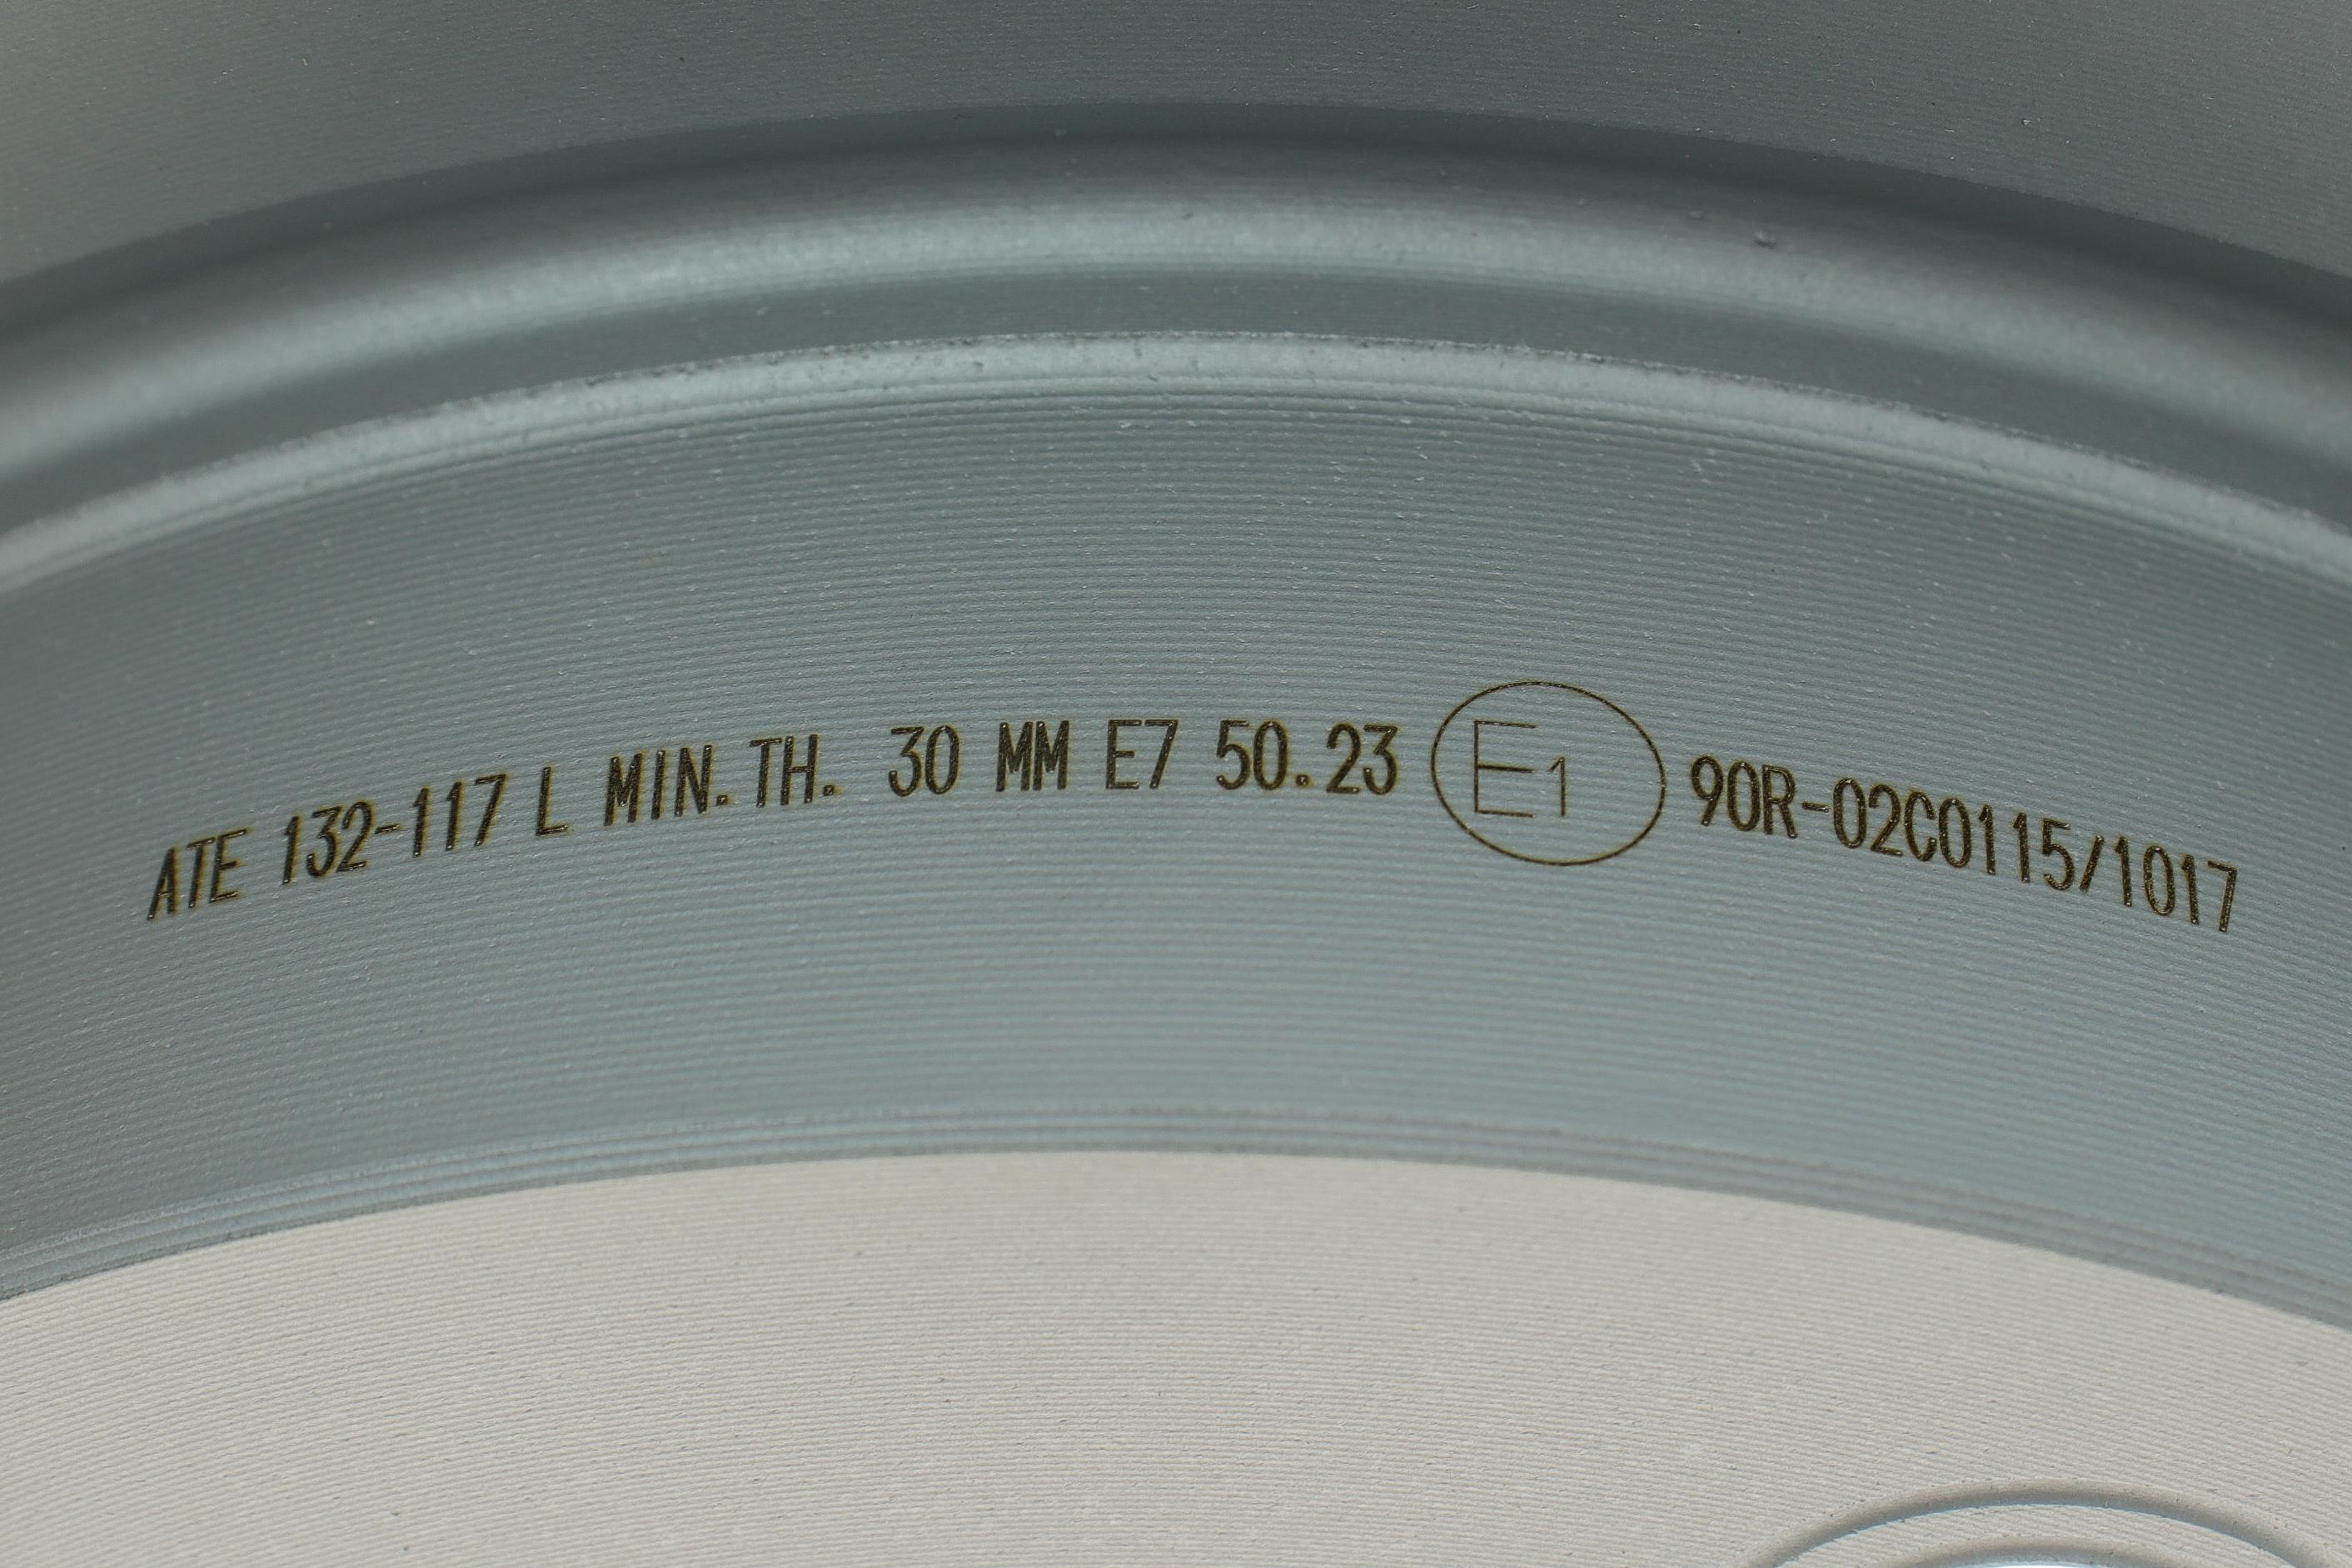 ATE 132-117 L MIN.TH. 30 MM E7 50.23 E1 90R-02C0115/1017